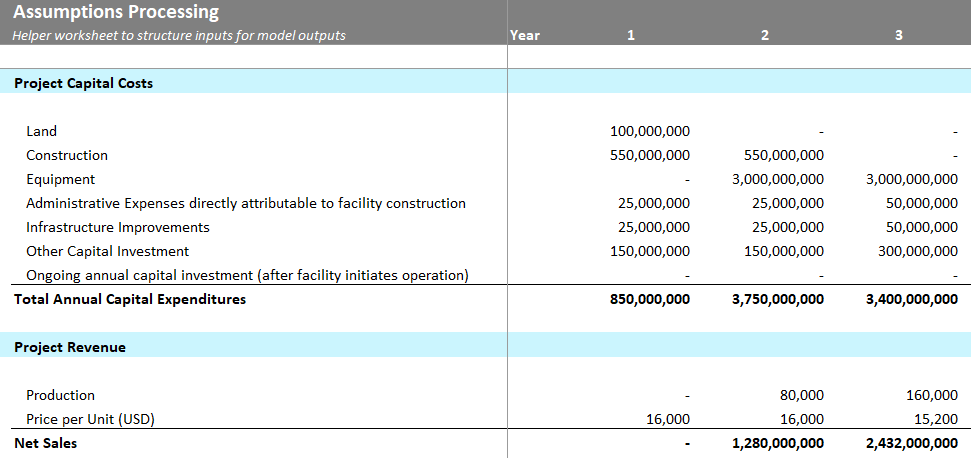 Assumptions Processing
Helper worksheet to structure inputs for model outputs Year 1 2 3
Project Capital Costs
Land 100,000,000 - -
Construction 550,000,000 550,000,000 -
Equipment - 3,000,000,000 3,000,000,000
Administrative Expenses directly attributable to facility construction 25,000,000 25,000,000 50,000,000
Infrastructure Improvements 25,000,000 25,000,000 50,000,000
Other Capital Investment 150,000,000 150,000,000 300,000,000
Ongoing annual capital investment (after facility initiates operation) - - -
Total Annual Capital Expenditures 850,000,000 3,750,000,000 3,400,000,000
Project Revenue
Production - 80,000 160,000
Price per Unit (USD) 16,000 16,000 15,200
Net Sales - 1,280,000,000 2,432,000,000